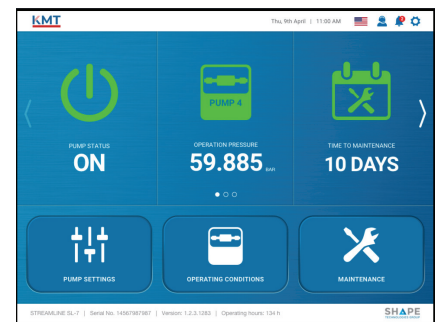 KMT
Thu, 9th April | 11:00 AM
PUMP STATUS
ON
PUMP 4
OPERATION PRESSURE
59.885 BAR
TIME TO MAINTENANCE
10 DAYS
PUMP SETTINGS
OPERATING CONDITIONS
MAINTENANCE
STREAMLINE SL-7 | Serial No. 14567987987 | Version: 1.2.3.1283 | Operating hours: 134 h
SHAPE
TECHNOLOGIES GROUP